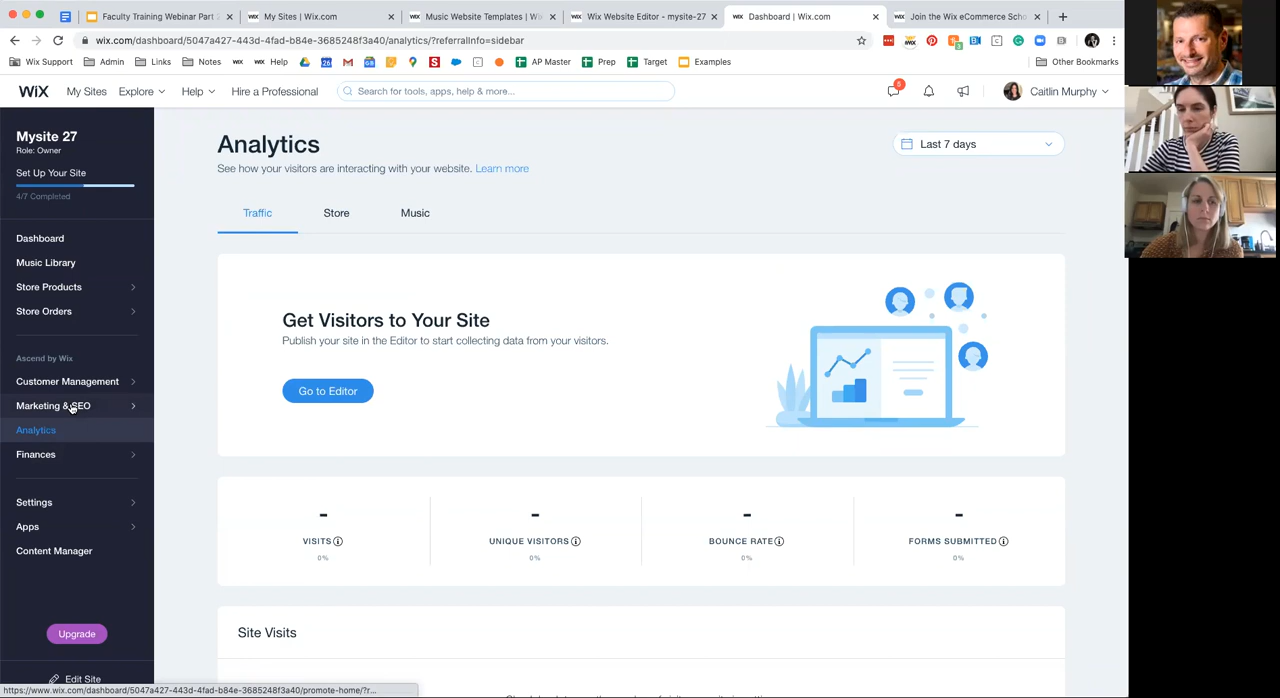 Faculty Training Webinar Part
My Sites | Wix.com
Music Website Templates | W
Wix Website Editor - mysite-27
Dashboard | Wix.com
Join the Wix eCommerce Scho
wix.com/dashboard/5047a427-443d-4fad-b84e-3685248f3a40/analytics/?referralInfo=sidebar
Wix Support
Admin
Links
Notes
WiX
WiX
Help
AP Master
Prep
Target
Examples
Other Bookmarks
WiX
My Sites
Explore
Help
Hire a Professional
Search for tools, apps, help & more...
5
Caitlin Murphy
Mysite 27
Role: Owner
Set Up Your Site
4/7 Completed
Dashboard
Music Library
Store Products
Store Orders
Ascend by Wix
Customer Management
Marketing & SEO
Analytics
Finances
Settings
Apps
Content Manager
Upgrade
Edit Site
https://www.wix.com/dashboard/5047a427-443d-4fad-b84e-3685248f3a40/promote-home/?r...
Analytics
See how your visitors are interacting with your website. Learn more
Last 7 days
Traffic
Store
Music
Get Visitors to Your Site
Publish your site in the Editor to start collecting data from your visitors.
Go to Editor
-
VISITS
0%
-
UNIQUE VISITORS
0%
-
BOUNCE RATE
0%
-
FORMS SUBMITTED
0%
Site Visits